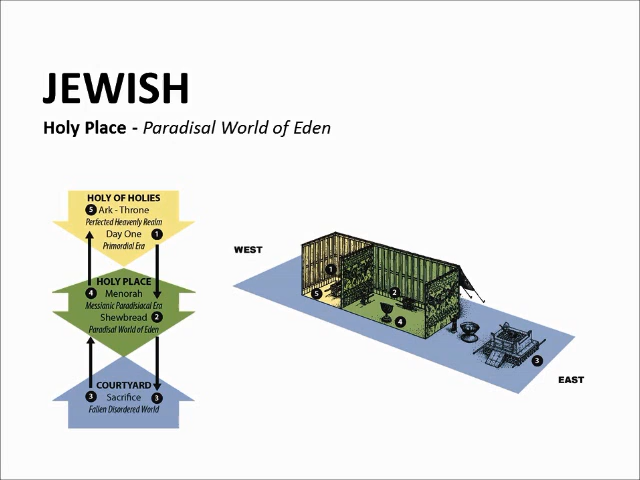 JEWISH
Holy Place - Paradisal World of Eden
HOLY OF HOLIES
5 Ark - Throne
Perfected Heavenly Realm
Day One 1
Primordial Era
HOLY PLACE
4 Menorah
Messianic Paradisiacal Era
Shewbread 2
Paradisal World of Eden
COURTYARD
3 Sacrifice 3
Fallen Disordered World
WEST
1
5
2
4
3
EAST